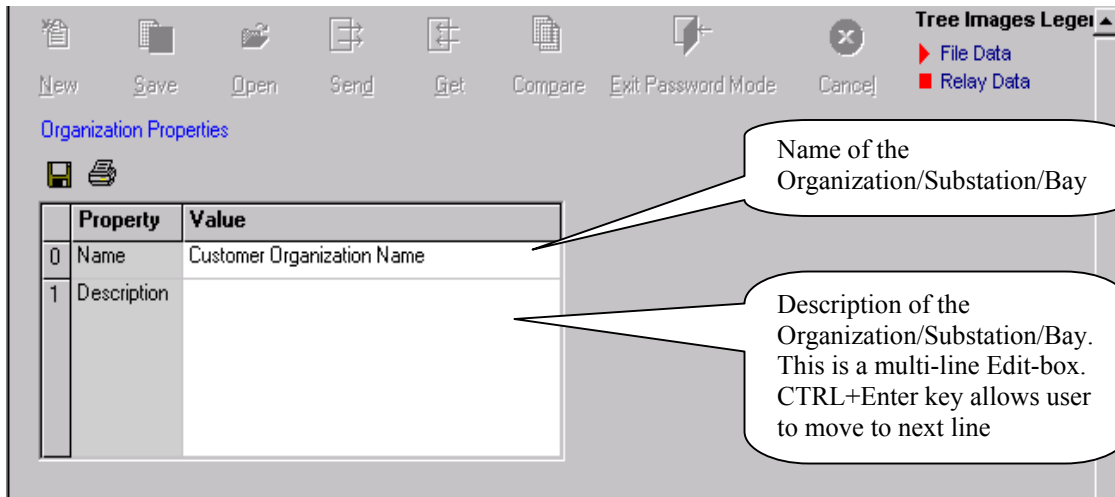 New Save Open Send Get Compare Exit Password Mode Cancel
Tree Images Legen
File Data
Relay Data
Organization Properties
Property Value
0 Name Customer Organization Name
1 Description
Name of the
Organization/Substation/Bay
Description of the
Organization/Substation/Bay.
This is a multi-line Edit-box.
CTRL+Enter key allows user
to move to next line